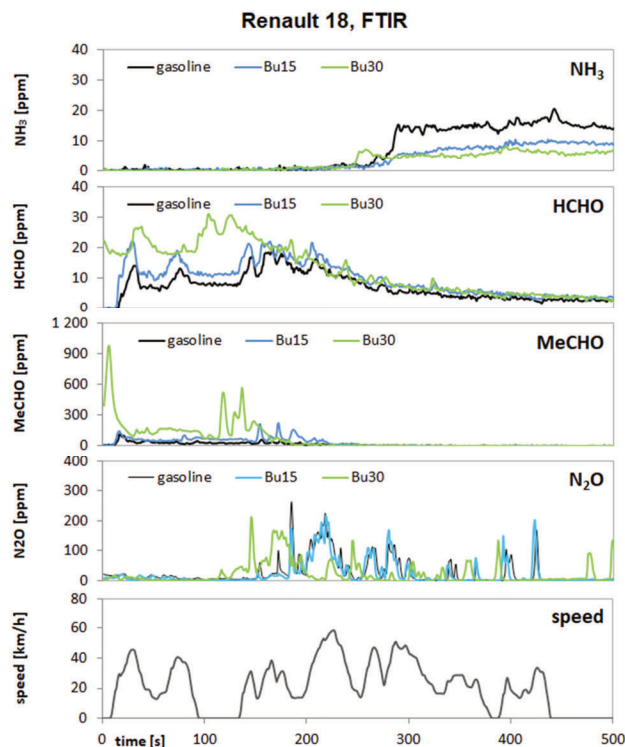 Renault 18, FTIR
NH₃ [ppm]
40
30
20
10
0
gasoline Bu15 Bu30
NH₃
HCHO [ppm]
40
30
20
10
0
gasoline Bu15 Bu30
HCHO
MeCHO [ppm]
1 200
900
600
300
0
gasoline Bu15 Bu30
MeCHO
N2O [ppm]
400
300
200
100
0
gasoline Bu15 Bu30
N₂O
speed [km/h]
80
60
40
20
0
speed
0 time [s] 100 200 300 400 500